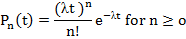 Pₙ(t) = (λt)ⁿ / n! e^−λt for n ≥ o